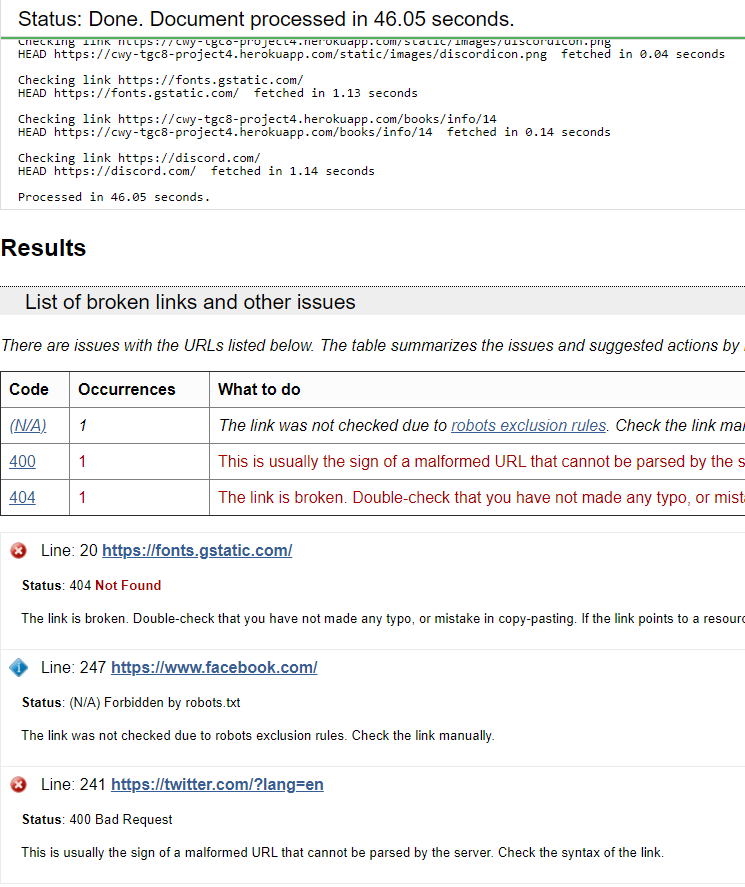 Status: Done. Document processed in 46.05 seconds.
Checking link https://cwy-tgc8-project4.herokuapp.com/static/images/discordicon.png
HEAD https://cwy-tgc8-project4.herokuapp.com/static/images/discordicon.png  fetched in 0.04 seconds
Checking link https://fonts.gstatic.com/
HEAD https://fonts.gstatic.com/  fetched in 1.13 seconds
Checking link https://cwy-tgc8-project4.herokuapp.com/books/info/14
HEAD https://cwy-tgc8-project4.herokuapp.com/books/info/14  fetched in 0.14 seconds
Checking link https://discord.com/
HEAD https://discord.com/  fetched in 1.14 seconds
Processed in 46.05 seconds.
Results
List of broken links and other issues
There are issues with the URLs listed below. The table summarizes the issues and suggested actions by
Code Occurrences What to do
(N/A) 1 The link was not checked due to robots exclusion rules. Check the link
400 1 This is usually the sign of a malformed URL that cannot be parsed by the
404 1 The link is broken. Double-check that you have not made any typo, or
Line: 20 https://fonts.gstatic.com/
Status: 404 Not Found
The link is broken. Double-check that you have not made any typo, or mistake in copy-pasting. If the link points to a
Line: 247 https://www.facebook.com/
Status: (N/A) Forbidden by robots.txt
The link was not checked due to robots exclusion rules. Check the link manually.
Line: 241 https://twitter.com/?lang=en
Status: 400 Bad Request
This is usually the sign of a malformed URL that cannot be parsed by the server. Check the syntax of the link.